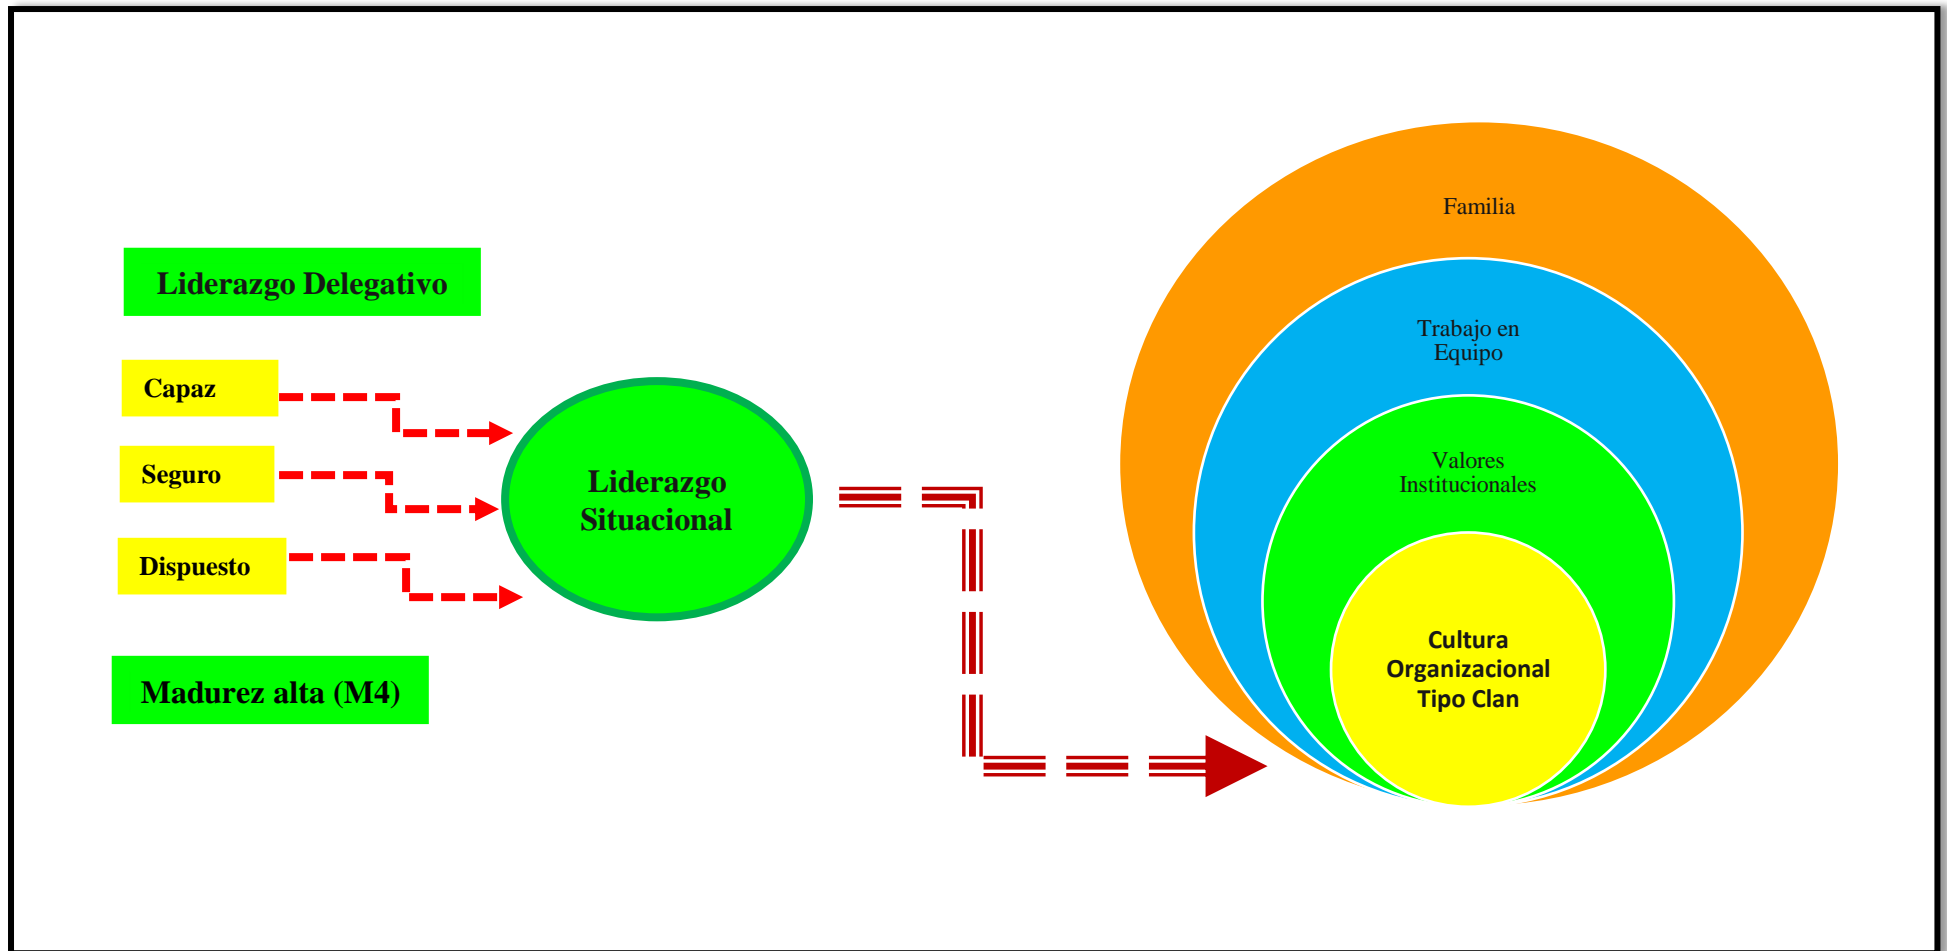 Liderazgo Delegativo
Capaz
Seguro
Dispuesto
Madurez alta (M4)
Liderazgo
Situacional
Familia
Trabajo en
Equipo
Valores
Institucionales
Cultura
Organizacional
Tipo Clan